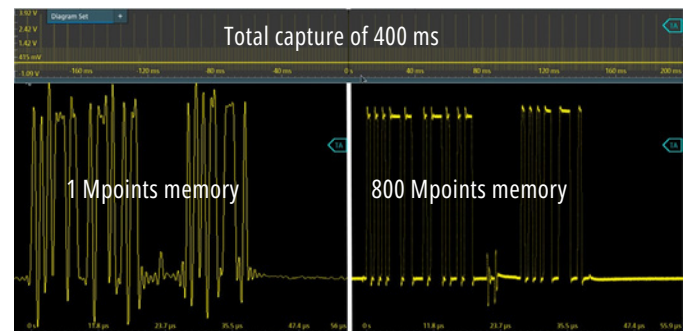 3.92 V
Diagram Set +
2.42 V
Total capture of 400 ms
1A
-1.42 V
415 mV
-1.09 V -160 ms -120 ms -80 ms -40 ms 0 s 40 ms 80 ms 120 ms 160 ms 200 ms
1A 1A
1 Mpoints memory 800 Mpoints memory
0 s 11.8 µs 23.7 µs 35.5 µs 47.4 µs 56 µs 0 s 11.8 µs 23.7 µs 35.5 µs 47.4 µs 55.9 µs